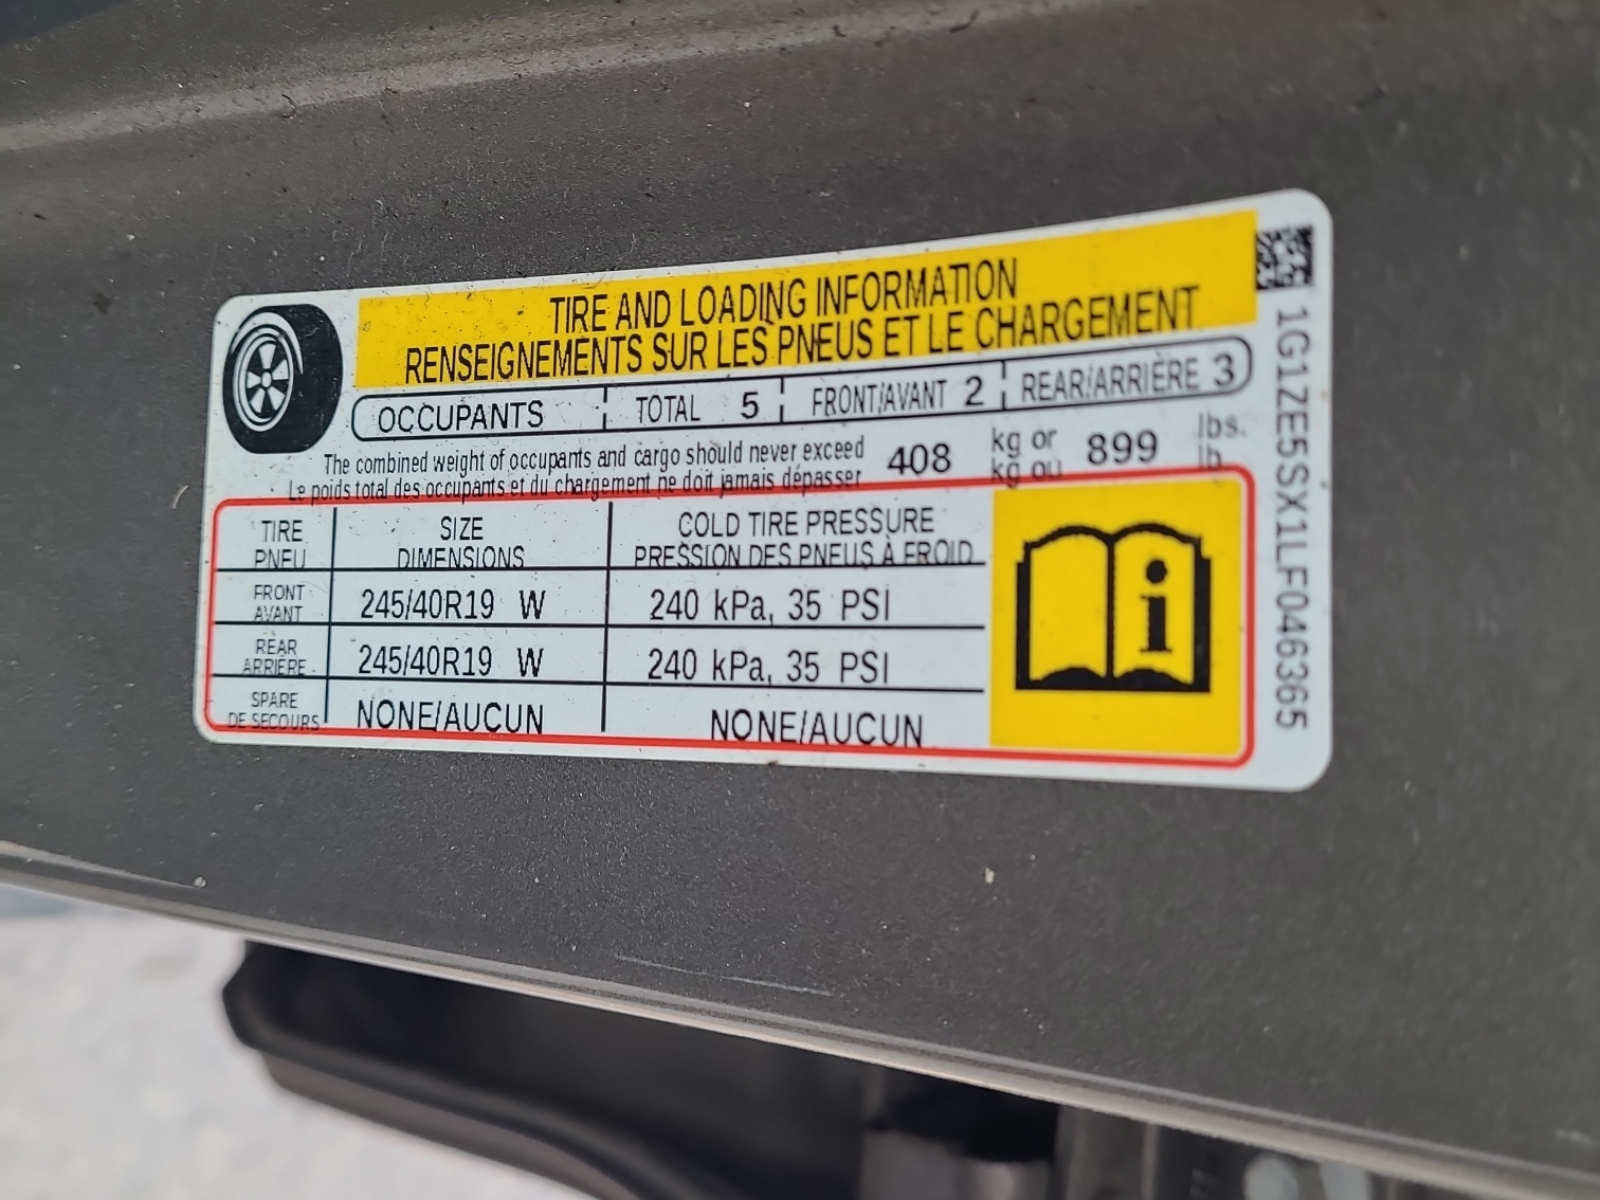 TIRE AND LOADING INFORMATION
RENSEIGNEMENTS SUR LES PNEUS ET LE CHARGEMENT
OCCUPANTS TOTAL 5 FRONT/AVANT 2 REAR/ARRIÈRE 3
The combined weight of occupants and cargo should never exceed 408 kg or 899 lbs.
Le poids total des occupants et du chargement ne doit jamais dépasser kg ou lb.
TIRE SIZE COLD TIRE PRESSURE
PNEU DIMENSIONS PRESSION DES PNEUS À FROID
FRONT
AVANT 245/40R19 W 240 kPa, 35 PSI
REAR
ARRIÈRE 245/40R19 W 240 kPa, 35 PSI
SPARE
DE SECOURS NONE/AUCUN NONE/AUCUN
i
1G1ZE5SX1LF046365